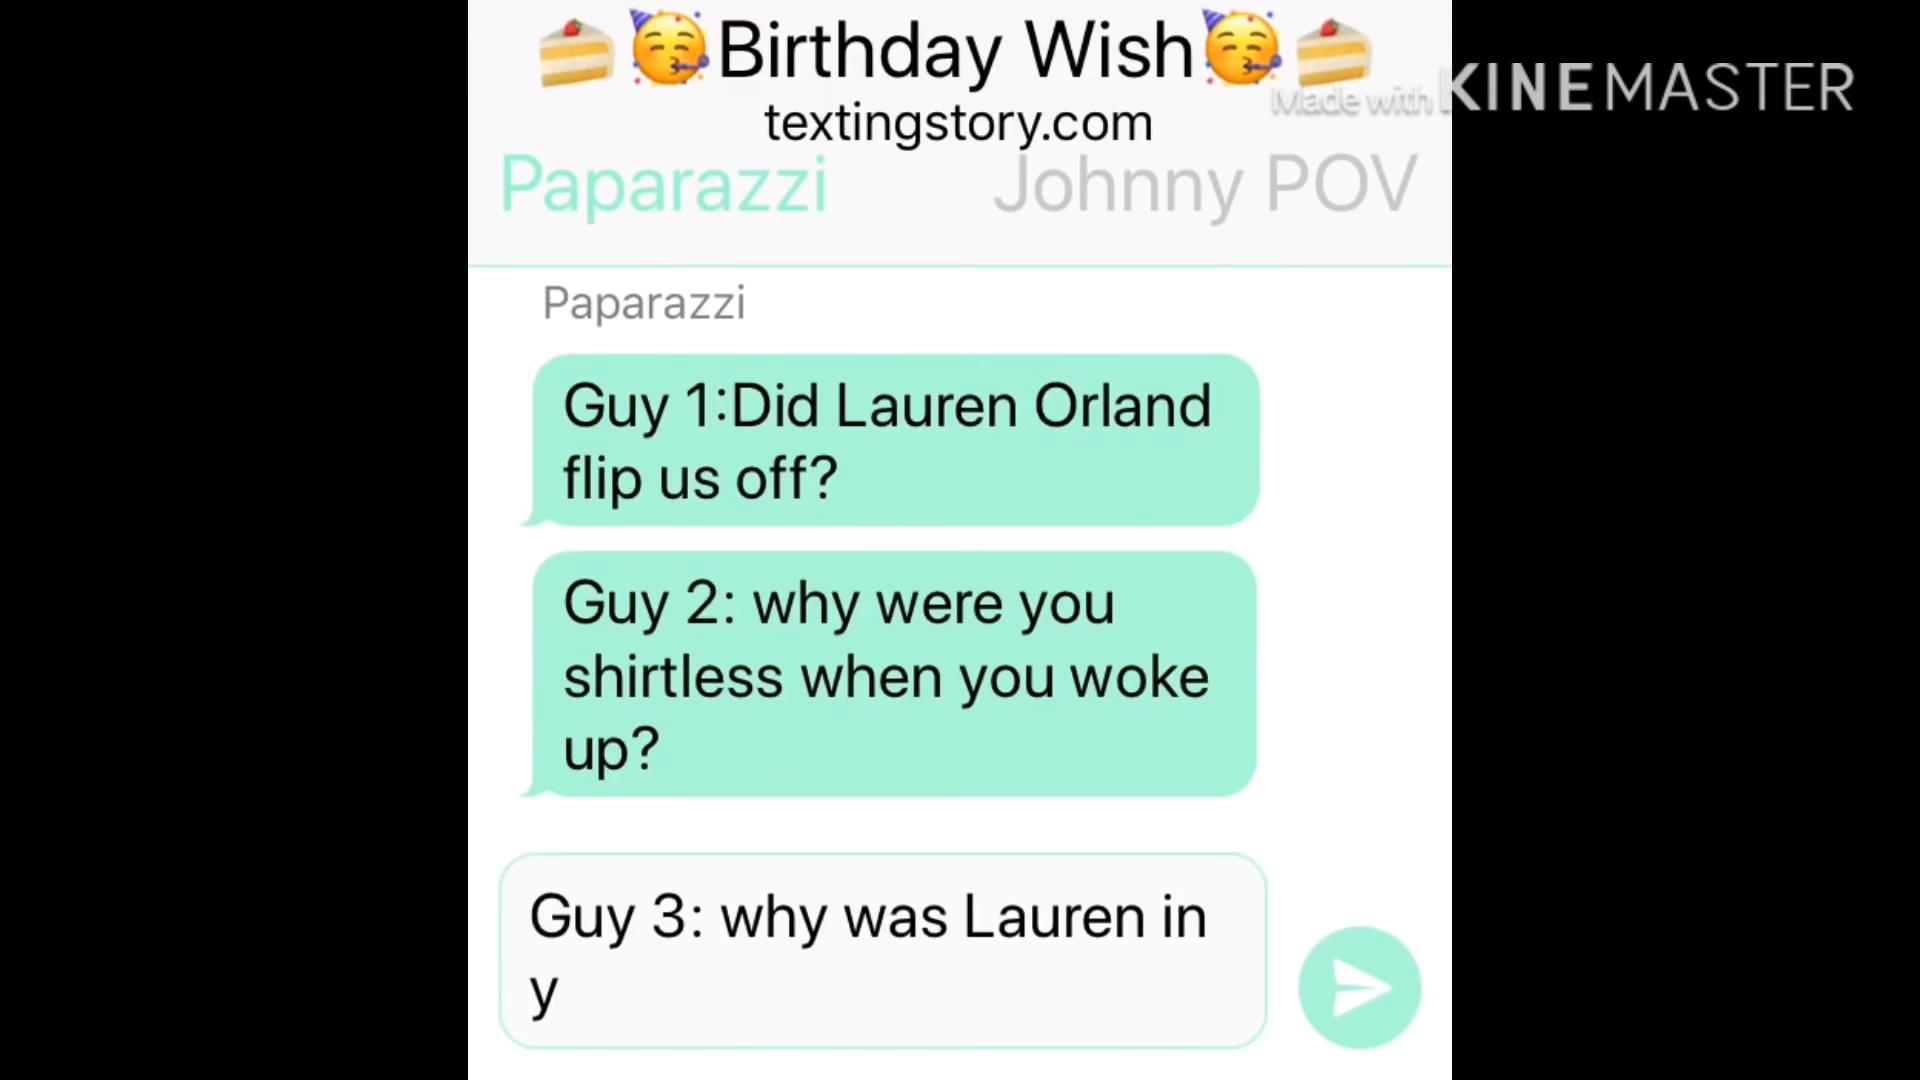 🍰🥳Birthday Wish🥳🍰
Made with KINEMASTER
textingstory.com
Paparazzi
Johnny POV
Paparazzi
Guy 1:Did Lauren Orland
flip us off?
Guy 2: why were you
shirtless when you woke
up?
Guy 3: why was Lauren in
y